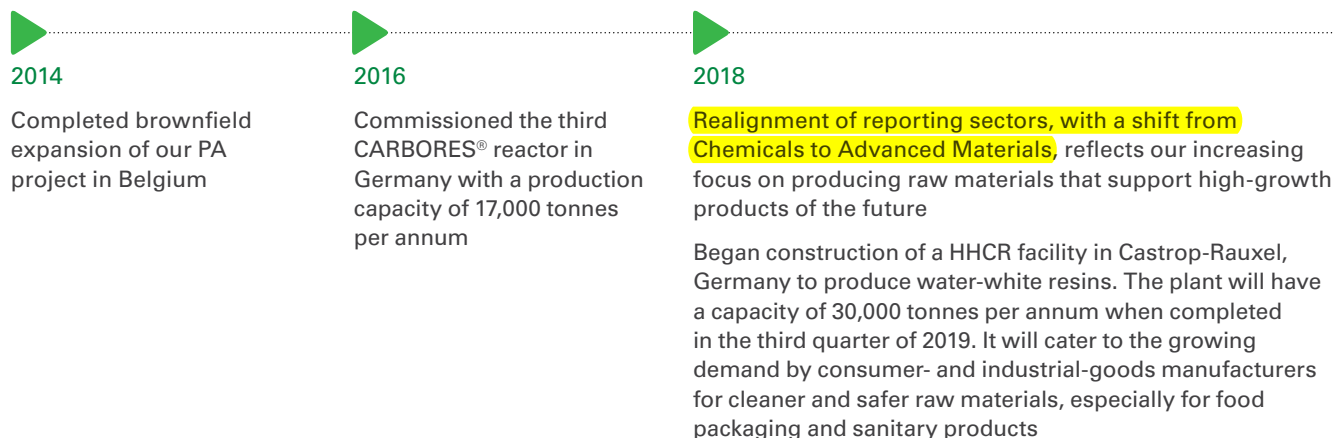 2014
Completed brownfield
expansion of our PA
project in Belgium
2016
Commissioned the third
CARBORES® reactor in
Germany with a production
capacity of 17,000 tonnes
per annum
2018
Realignment of reporting sectors, with a shift from
Chemicals to Advanced Materials, reflects our increasing
focus on producing raw materials that support high-growth
products of the future
Began construction of a HHCR facility in Castrop-Rauxel,
Germany to produce water-white resins. The plant will have
a capacity of 30,000 tonnes per annum when completed
in the third quarter of 2019. It will cater to the growing
demand by consumer- and industrial-goods manufacturers
for cleaner and safer raw materials, especially for food
packaging and sanitary products